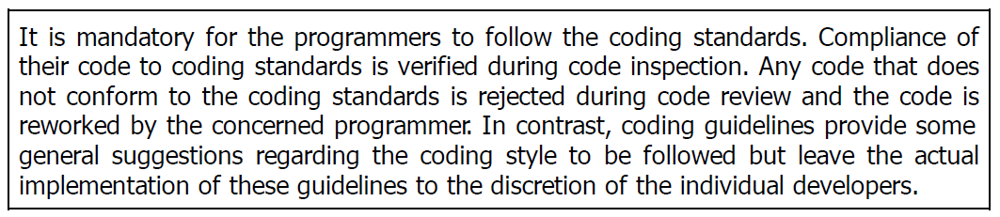 It is mandatory for the programmers to follow the coding standards. Compliance of
their code to coding standards is verified during code inspection. Any code that does
not conform to the coding standards is rejected during code review and the code is
reworked by the concerned programmer. In contrast, coding guidelines provide some
general suggestions regarding the coding style to be followed but leave the actual
implementation of these guidelines to the discretion of the individual developers.